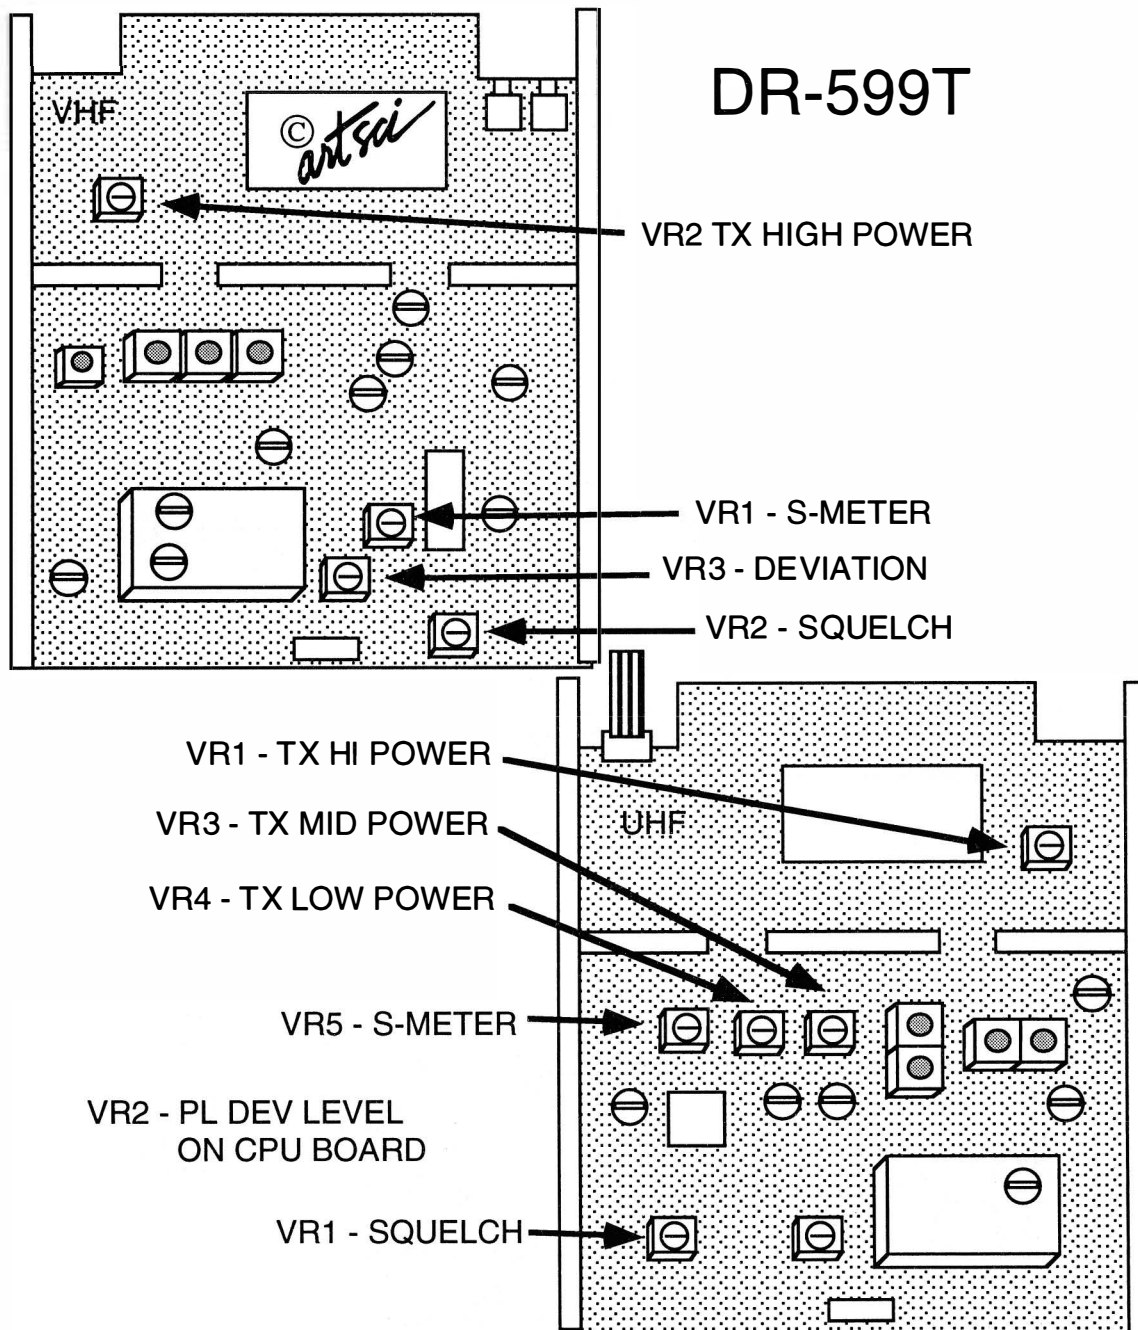 DR-599T
VHF
© artsci
VR2 TX HIGH POWER
VR1 - S-METER
VR3 - DEVIATION
VR2 - SQUELCH
VR1 - TX HI POWER
VR3 - TX MID POWER
UHF
VR4 - TX LOW POWER
VR5 - S-METER
VR2 - PL DEV LEVEL
ON CPU BOARD
VR1 - SQUELCH